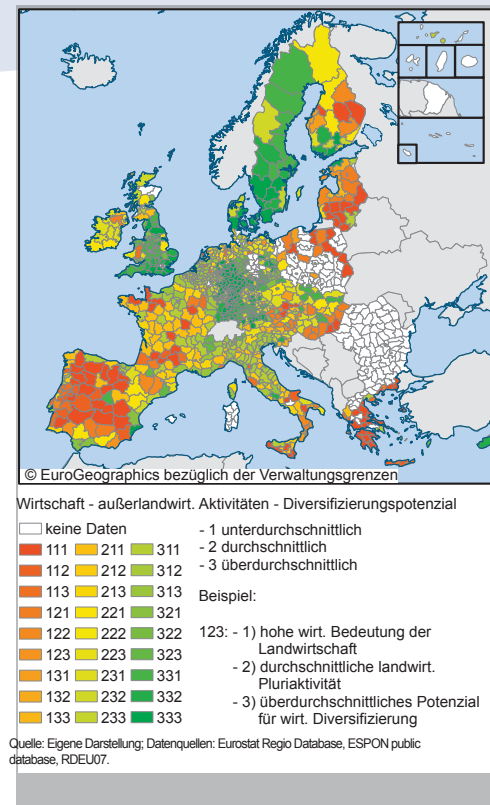 © EuroGeographics bezüglich der Verwaltungsgrenzen
Wirtschaft - außerlandwirt. Aktivitäten - Diversifizierungspotenzial
keine Daten
111 211 311
112 212 312
113 213 313
121 221 321
122 222 322
123 223 323
131 231 331
132 232 332
133 233 333
- 1 unterdurchschnittlich
- 2 durchschnittlich
- 3 überdurchschnittlich
Beispiel:
123: - 1) hohe wirt. Bedeutung der
Landwirtschaft
- 2) durchschnittliche landwirt.
Pluriaktivität
- 3) überdurchschnittliches Potenzial
für wirt. Diversifizierung
Quelle: Eigene Darstellung; Datenquellen: Eurostat Regio Database, ESPON public
database, RDEU07.